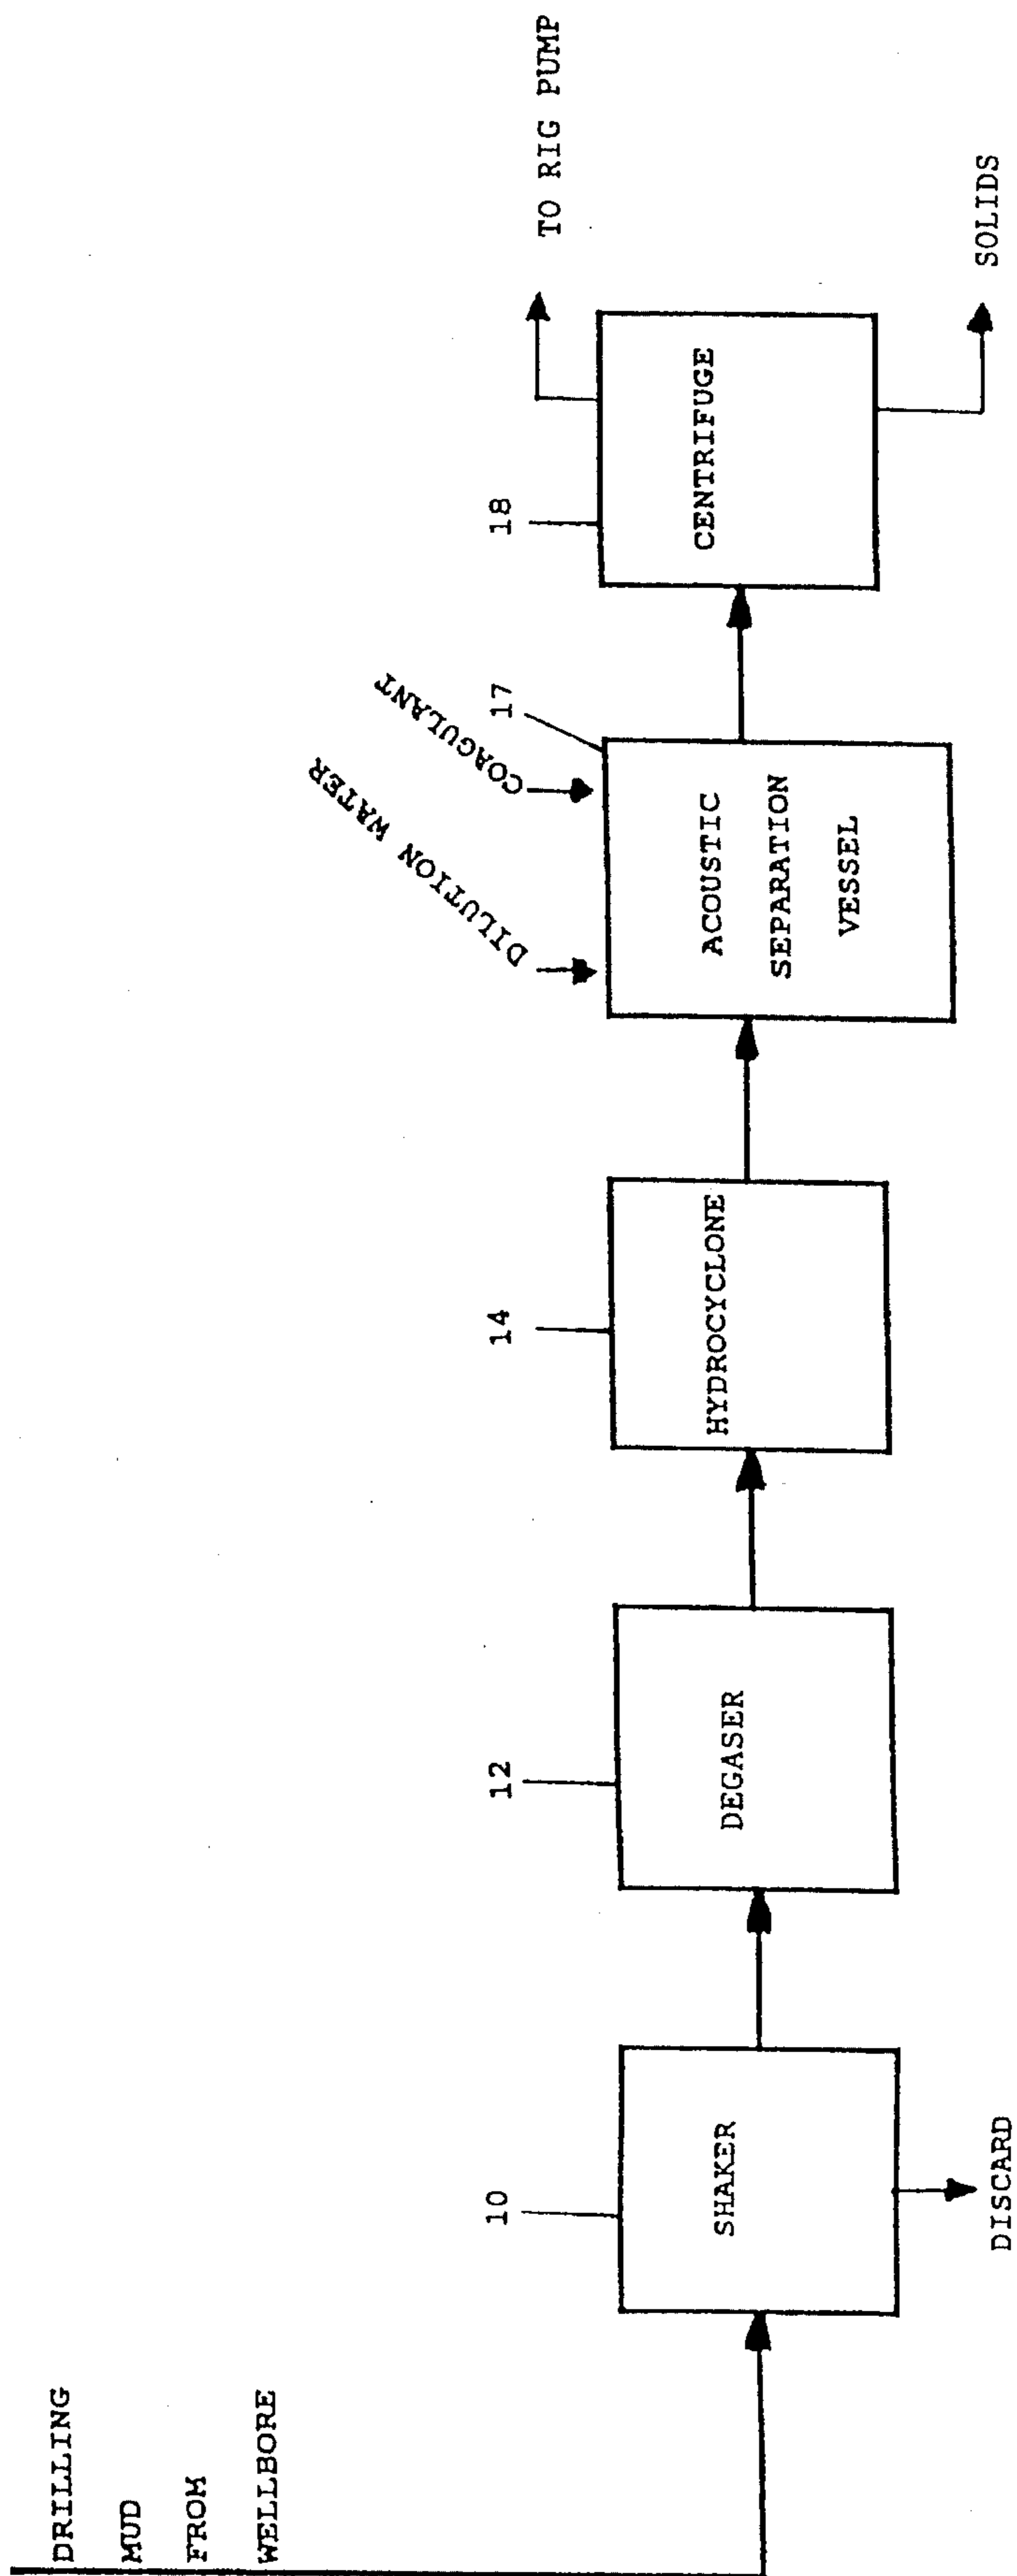 DRILLING
MUD
FROM
WELLBORE
10
SHAKER
DISCARD
12
DEGASER
14
HYDROCYCLONE
DILUTION WATER
COAGULANT
17
ACOUSTIC
SEPARATION
VESSEL
18
CENTRIFUGE
TO RIG PUMP
SOLIDS